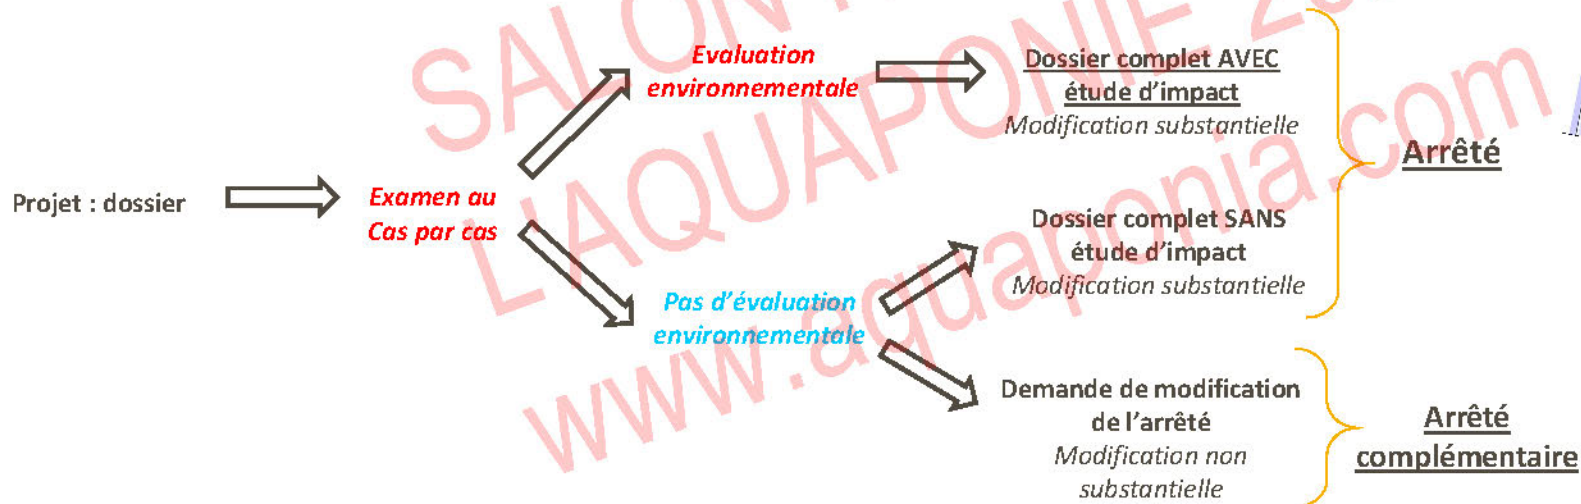 Projet : dossier
Examen au
Cas par cas
Evaluation
environnementale
Pas d'évaluation
environnementale
Dossier complet AVEC
étude d'impact
Modification substantielle
Dossier complet SANS
étude d'impact
Modification substantielle
Demande de modification
de l'arrêté
Modification non
substantielle
Arrêté
Arrêté
complémentaire
SALON
L'AQUAPONIE
www.aquaponia.com